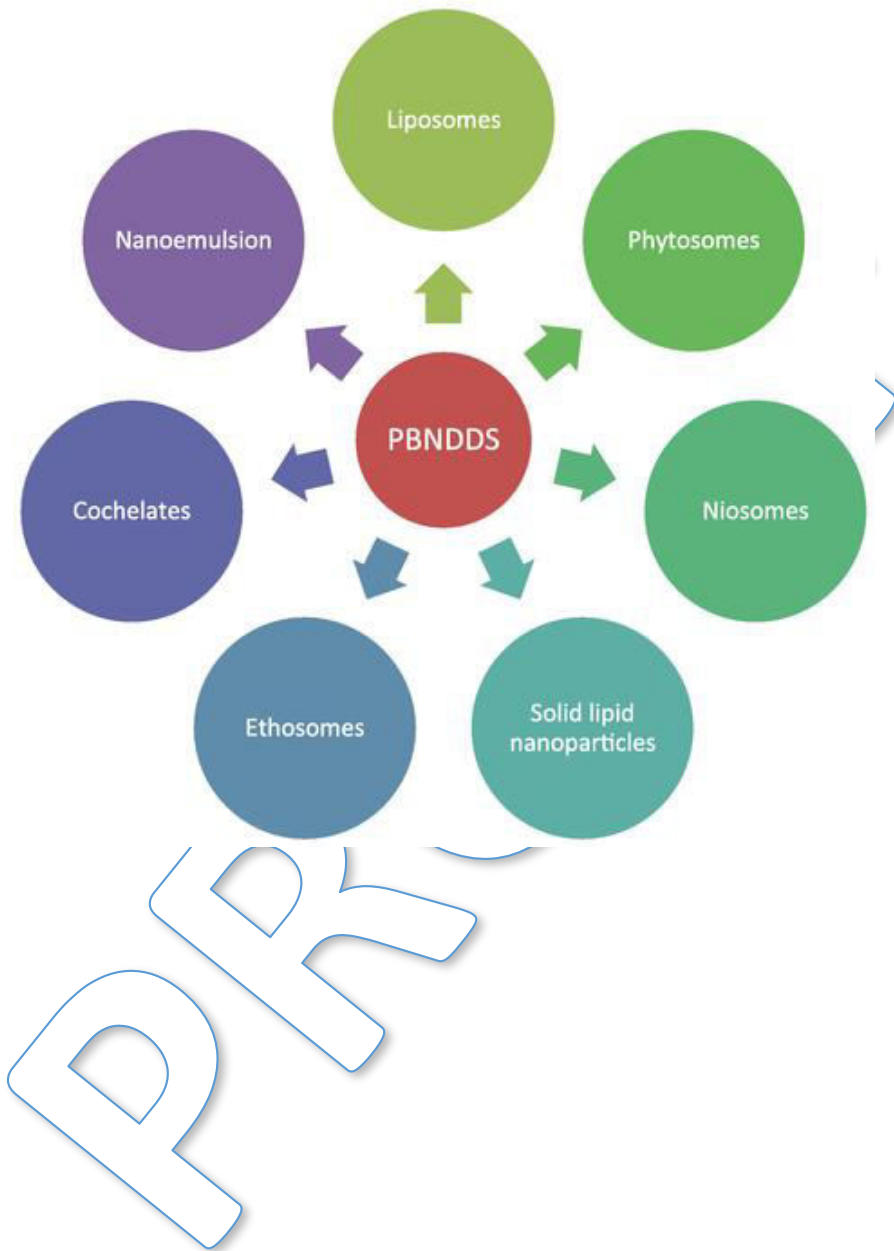 Liposomes
Nanoemulsion
Phytosomes
PBNDDS
Cochelates
Niosomes
Ethosomes
Solid lipid
nanoparticles